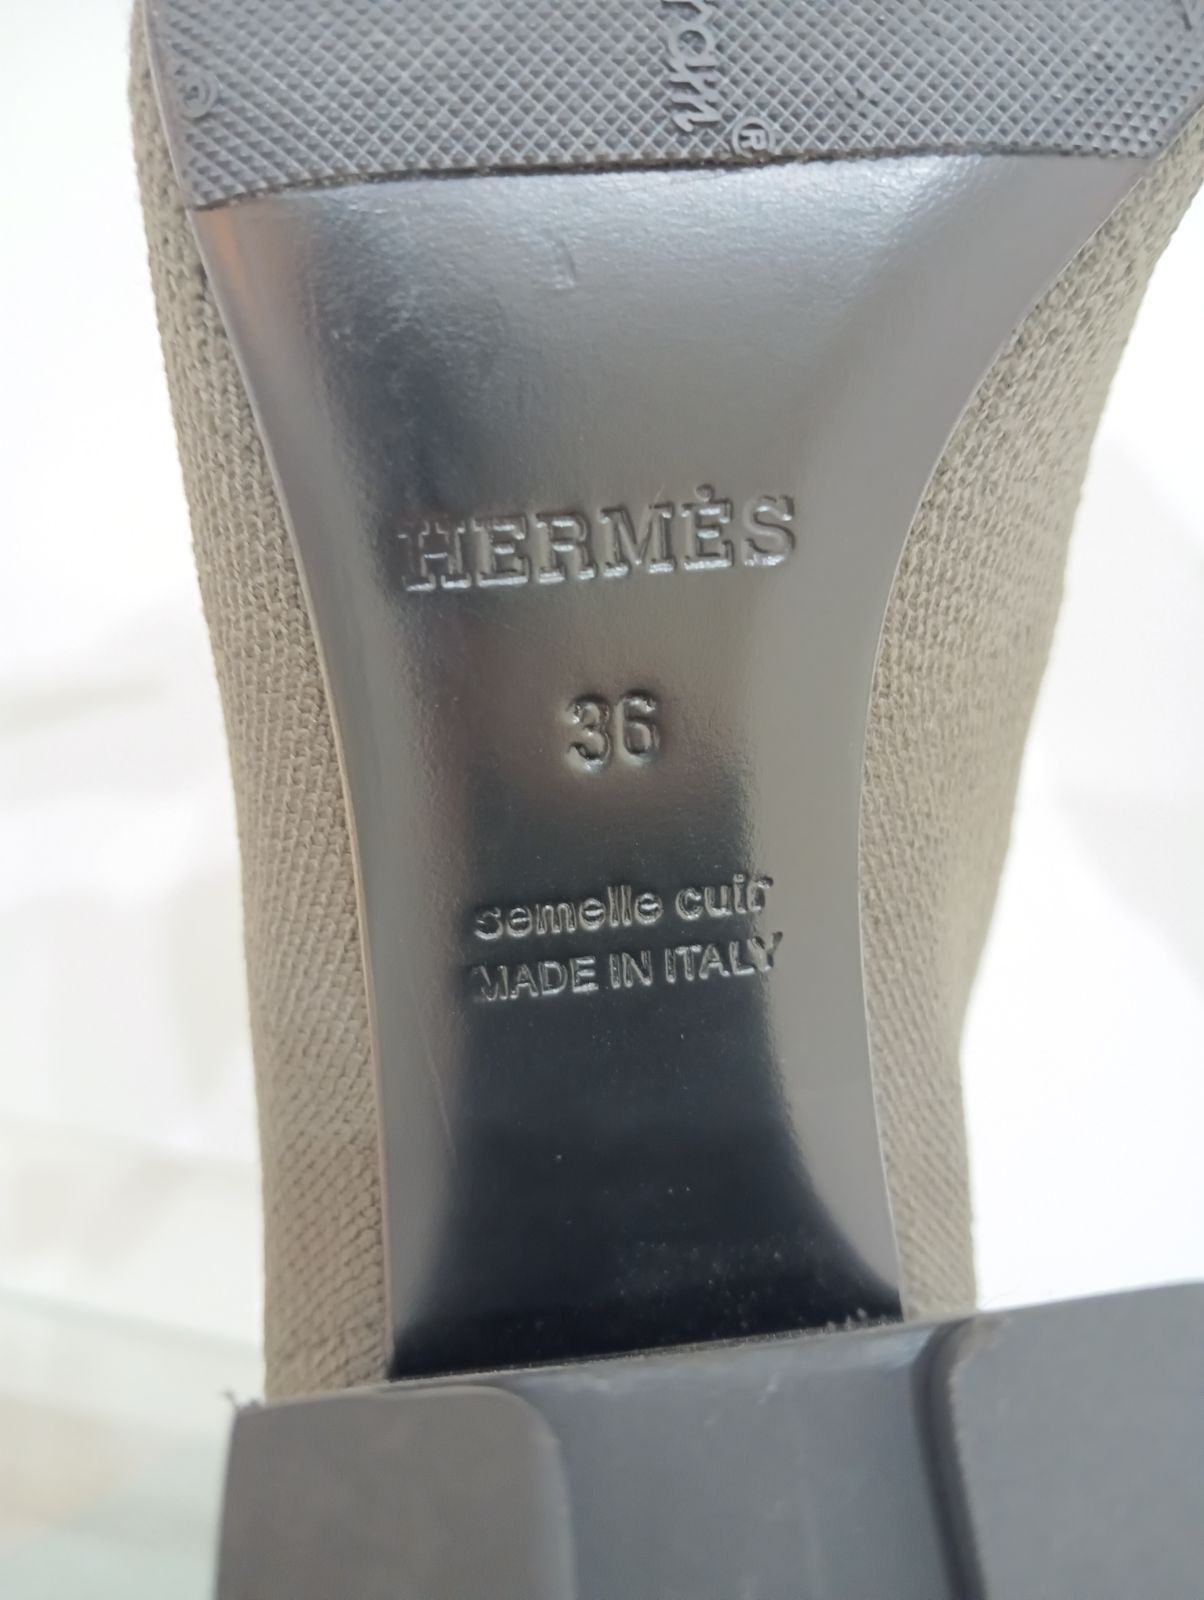 ®
HERMÈS
36
semelle cuir
MADE IN ITALY